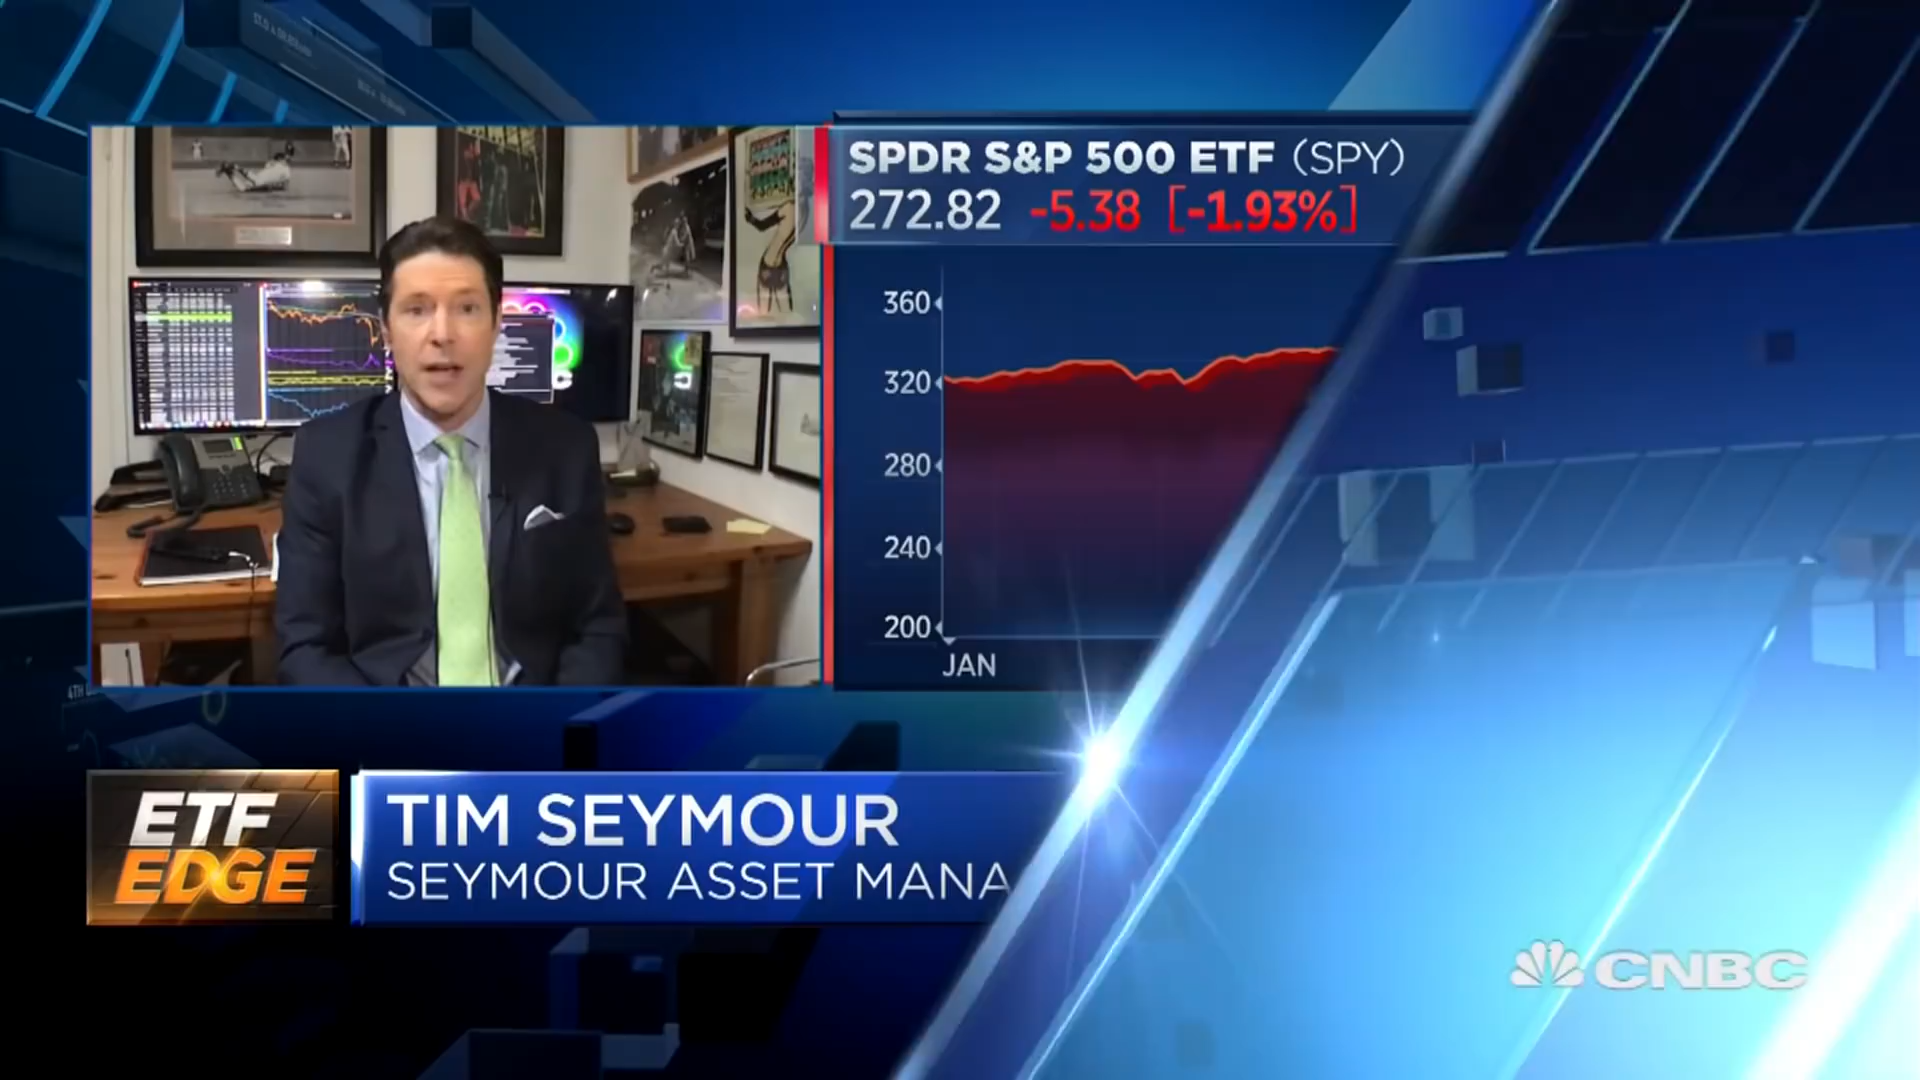 SPDR S&P 500 ETF (SPY)
272.82 -5.38 [-1.93%]
360
320
280
240
200
JAN
4TH
ETF
EDGE
TIM SEYMOUR
SEYMOUR ASSET MANA
CNBC